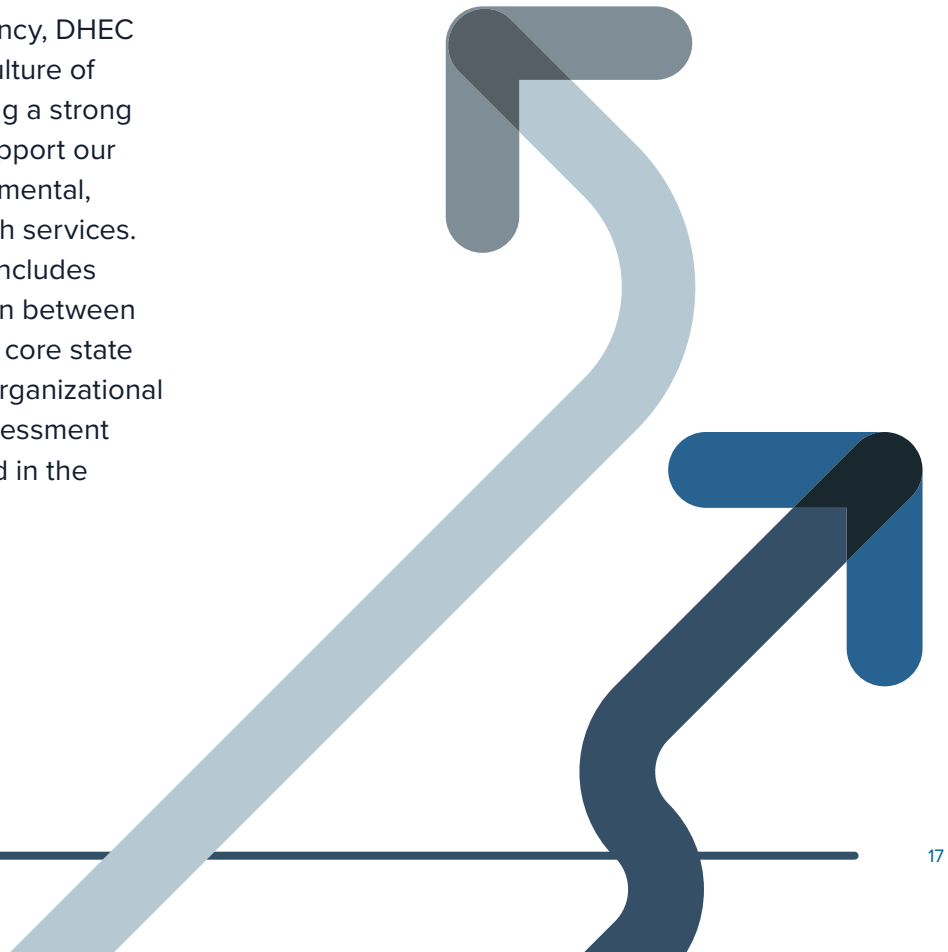 ncy, DHEC
ulture of
g a strong
pport our
mental,
h services.
ncludes
n between
core state
rganizational
essment
d in the
17